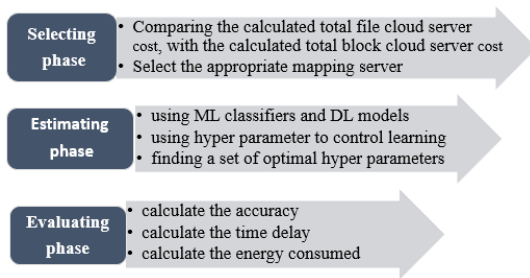 Selecting
phase
• Comparing the calculated total file cloud server
cost, with the calculated total block cloud server cost
• Select the appropriate mapping server
Estimating
phase
• using ML classifiers and DL models
• using hyper parameter to control learning
• finding a set of optimal hyper parameters
Evaluating
phase
• calculate the accuracy
• calculate the time delay
• calculate the energy consumed